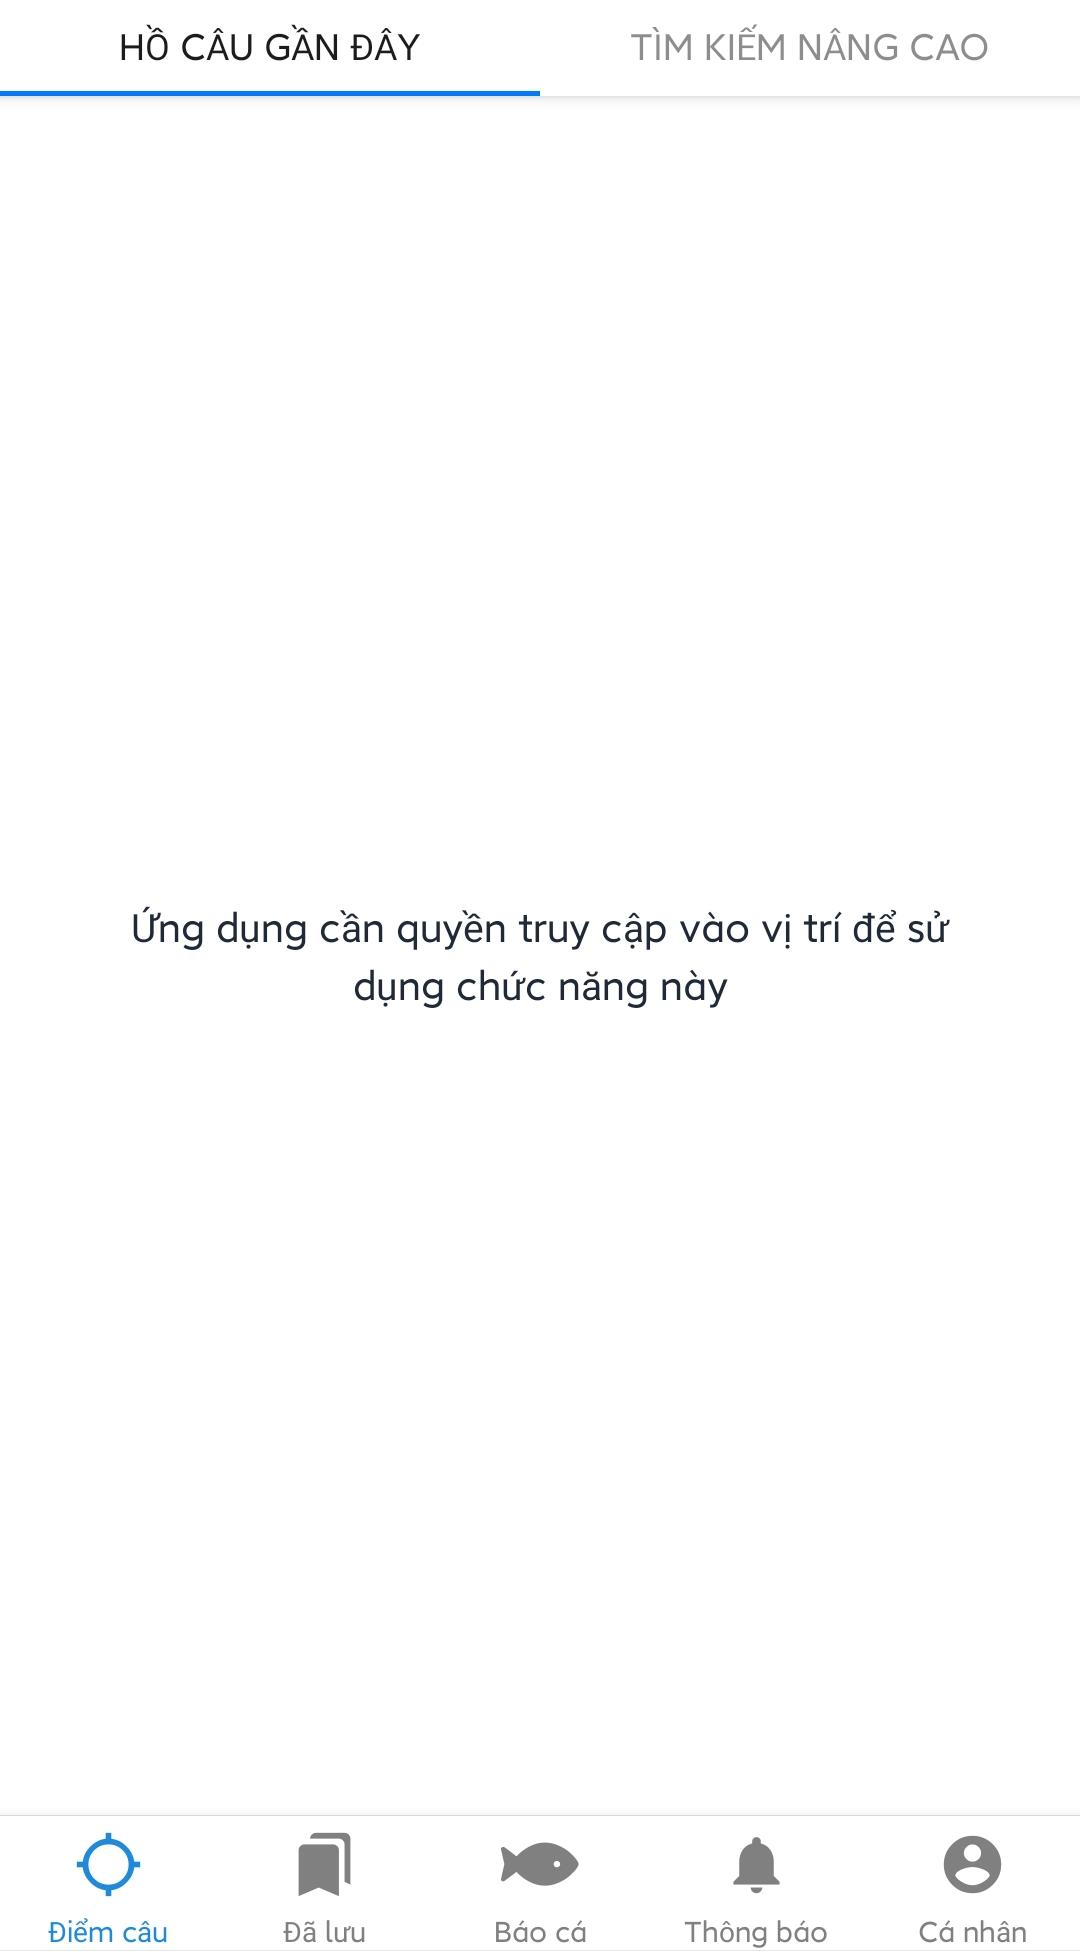 HỒ CÂU GẦN ĐÂY
TÌM KIẾM NÂNG CAO
Ứng dụng cần quyền truy cập vào vị trí để sử
dụng chức năng này
Điểm câu
Đã lưu
Báo cá
Thông báo
Cá nhân